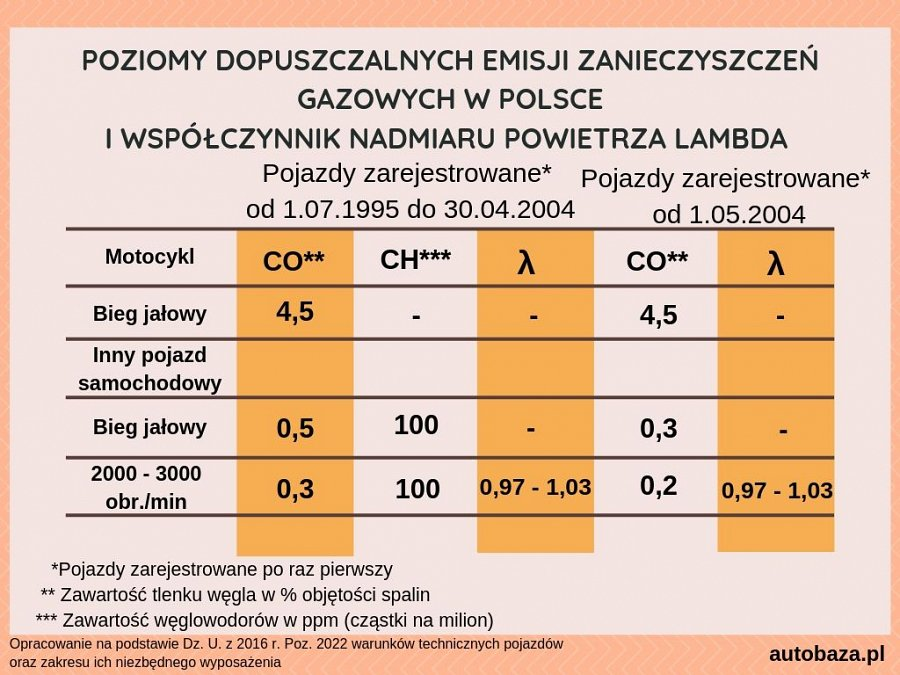 POZIOMY DOPUSZCZALNYCH EMISJI ZANIECZYSZCZEŃ
GAZOWYCH W POLSCE
I WSPÓŁCZYNNIK NADMIARU POWIETRZA LAMBDA
Pojazdy zarejestrowane* Pojazdy zarejestrowane*
od 1.07.1995 do 30.04.2004 od 1.05.2004
Motocykl CO** CH*** λ CO** λ
Bieg jałowy 4,5 - - 4,5 -
Inny pojazd
samochodowy
Bieg jałowy 0,5 100 - 0,3 -
2000 - 3000
obr./min 0,3 100 0,97 - 1,03 0,2 0,97 - 1,03
*Pojazdy zarejestrowane po raz pierwszy
** Zawartość tlenku węgla w % objętości spalin
*** Zawartość węglowodorów w ppm (cząstki na milion)
Opracowanie na podstawie Dz. U. z 2016 r. Poz. 2022 warunków technicznych pojazdów
oraz zakresu ich niezbędnego wyposażenia
autobaza.pl